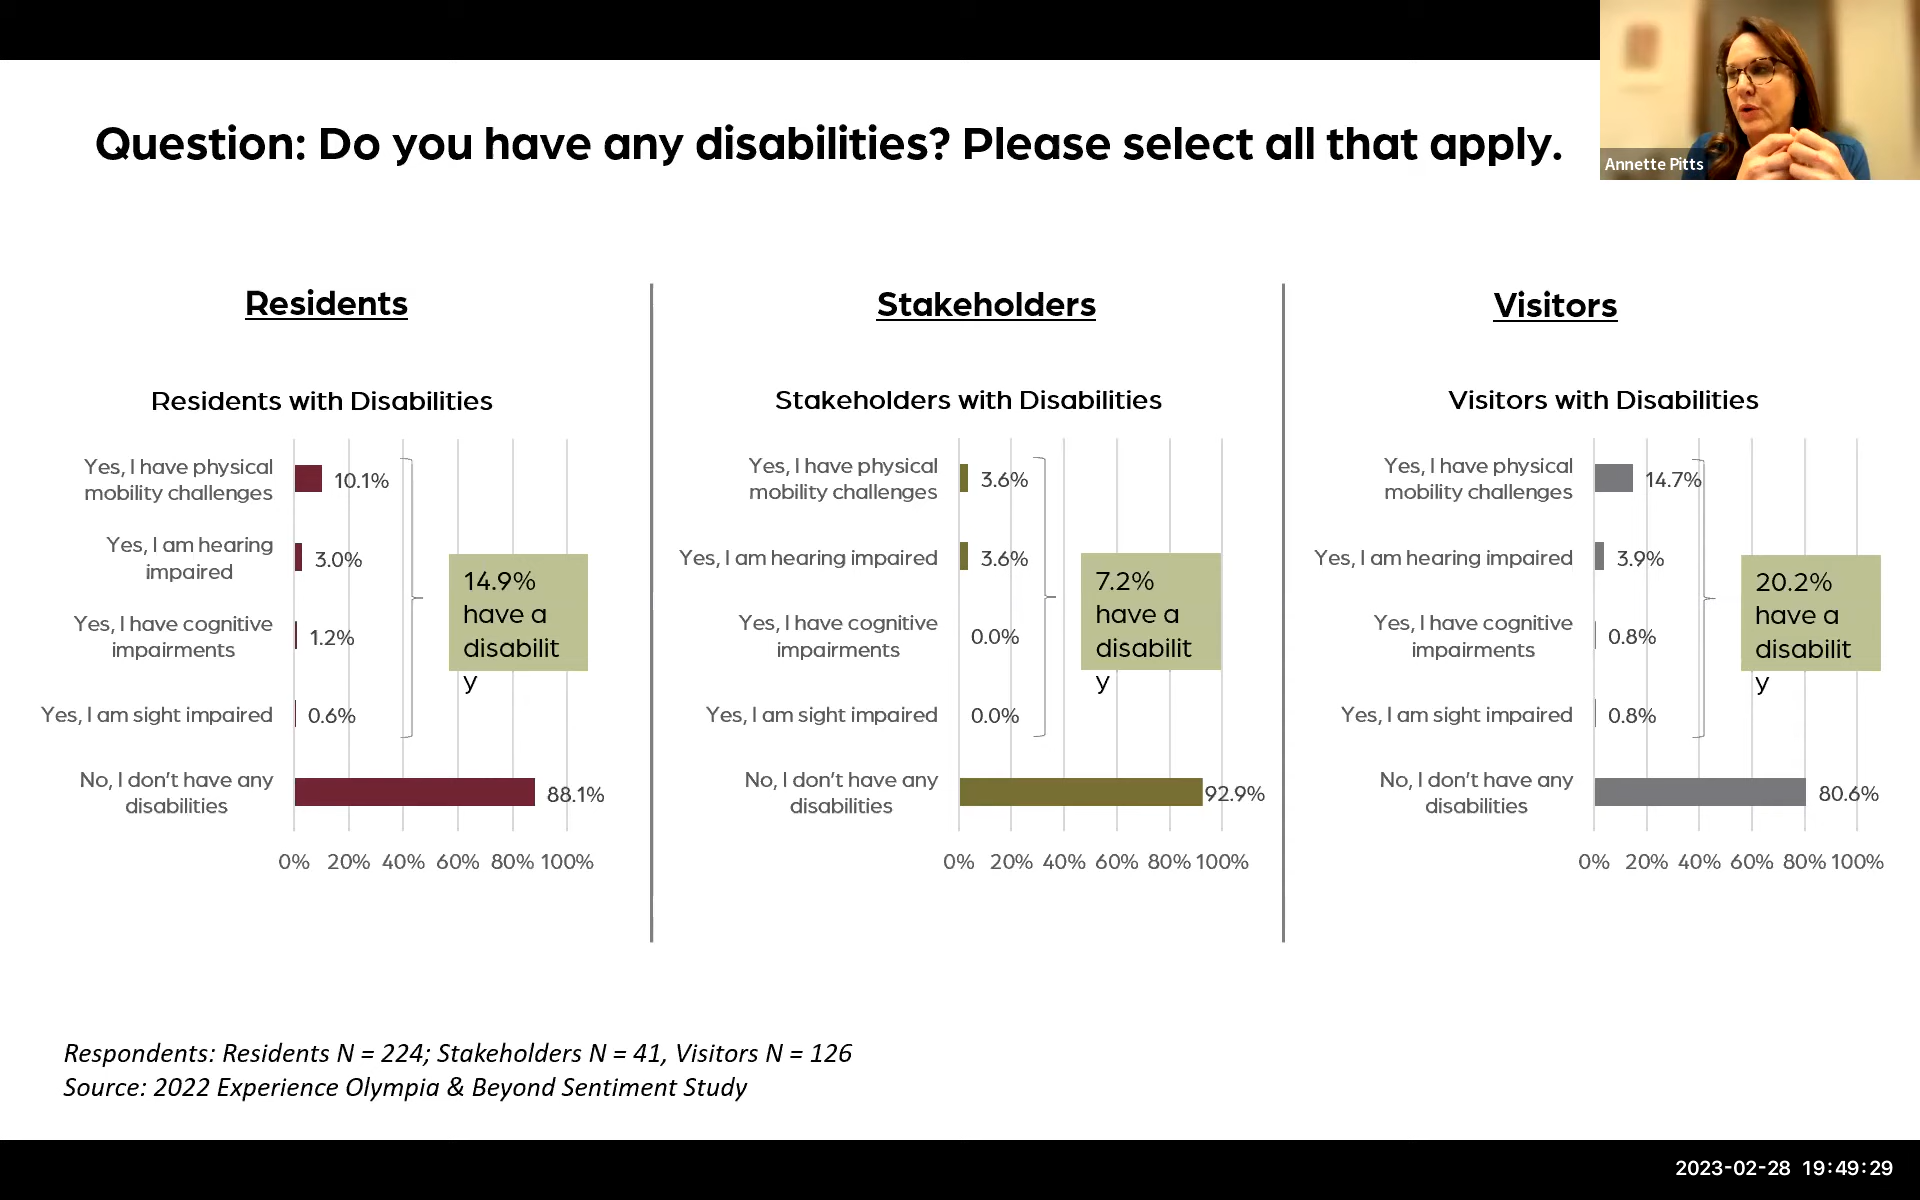 Question: Do you have any disabilities? Please select all that apply.
Annette Pitts
Residents
Residents with Disabilities
Yes, I have physical
mobility challenges
10.1%
Yes, I am hearing
impaired
3.0%
Yes, I have cognitive
impairments
1.2%
Yes, I am sight impaired
0.6%
No, I don't have any
disabilities
88.1%
14.9%
have a
disabilit
y
0% 20% 40% 60% 80% 100%
Stakeholders
Stakeholders with Disabilities
Yes, I have physical
mobility challenges
3.6%
Yes, I am hearing impaired
3.6%
Yes, I have cognitive
impairments
0.0%
Yes, I am sight impaired
0.0%
No, I don't have any
disabilities
92.9%
7.2%
have a
disabilit
y
0% 20% 40% 60% 80% 100%
Visitors
Visitors with Disabilities
Yes, I have physical
mobility challenges
14.7%
Yes, I am hearing impaired
3.9%
Yes, I have cognitive
impairments
0.8%
Yes, I am sight impaired
0.8%
No, I don't have any
disabilities
80.6%
20.2%
have a
disabilit
y
0% 20% 40% 60% 80% 100%
Respondents: Residents N = 224; Stakeholders N = 41, Visitors N = 126
Source: 2022 Experience Olympia & Beyond Sentiment Study
2023-02-28 19:49:29